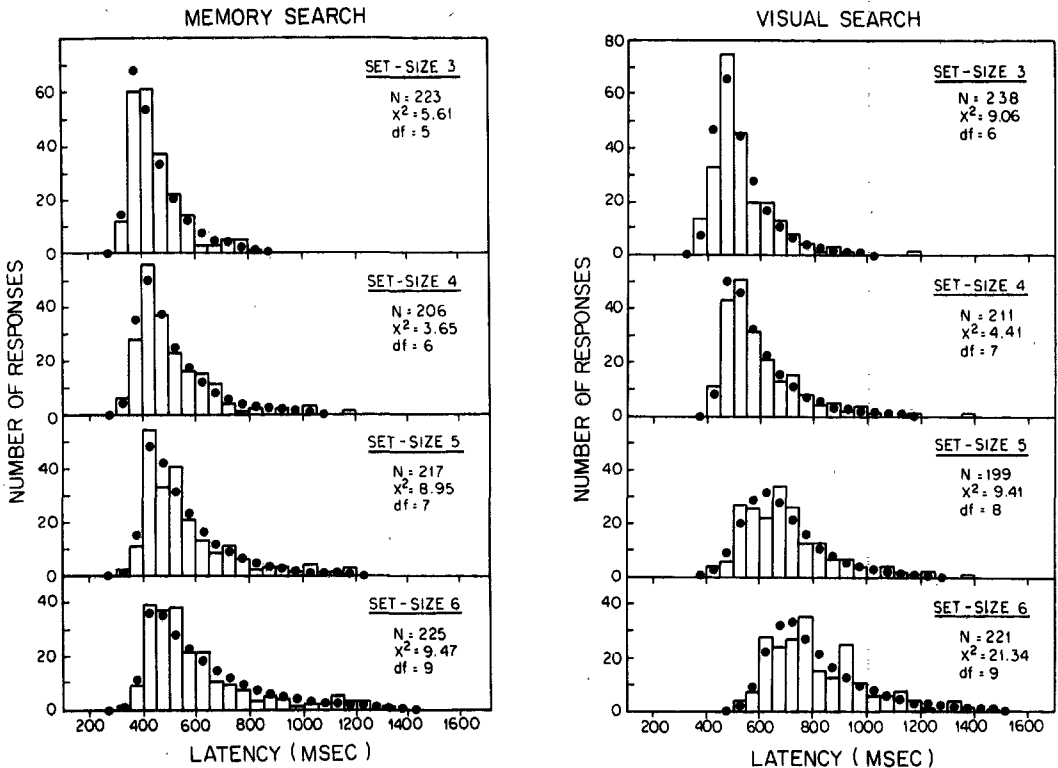 MEMORY SEARCH
NUMBER OF RESPONSES
60
40
20
0
SET-SIZE 3
N = 223
X² = 5.61
df = 5
40
20
0
SET-SIZE 4
N = 206
X² = 3.65
df = 6
40
20
0
SET-SIZE 5
N = 217
X² = 8.95
df = 7
40
20
0
SET-SIZE 6
N = 225
X² = 9.47
df = 9
200 400 600 800 1000 1200 1400 1600
LATENCY (MSEC)
VISUAL SEARCH
NUMBER OF RESPONSES
80
60
40
20
0
SET-SIZE 3
N = 238
X² = 9.06
df = 6
40
20
0
SET-SIZE 4
N = 211
X² = 4.41
df = 7
40
20
0
SET-SIZE 5
N = 199
X² = 9.41
df = 8
40
20
0
SET-SIZE 6
N = 221
X² = 21.34
df = 9
200 400 600 800 1000 1200 1400 1600
LATENCY (MSEC)